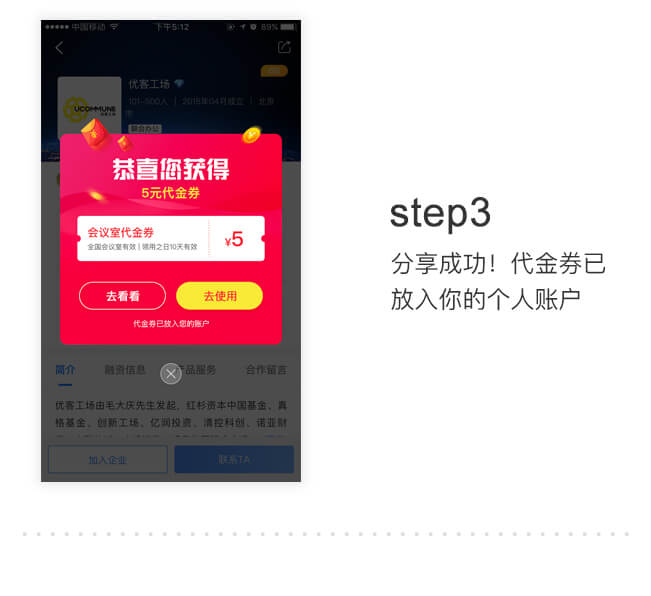 中国移动
下午5:12
89%
优客工场
101-500人 | 2015年04月成立 | 北京
UCOMMUNE
联合办公
恭喜您获得
5元代金券
会议室代金券
全国会议室有效 | 领用之日10天有效
¥5
去看看
去使用
代金券已放入您的账户
简介
融资信息
产品服务
合作留言
优客工场由毛大庆先生发起，红杉资本中国基金、真
格基金、创新工场、亿润投资、清控科创、诺亚财
加入企业
联系TA
step3
分享成功！代金券已
放入你的个人账户